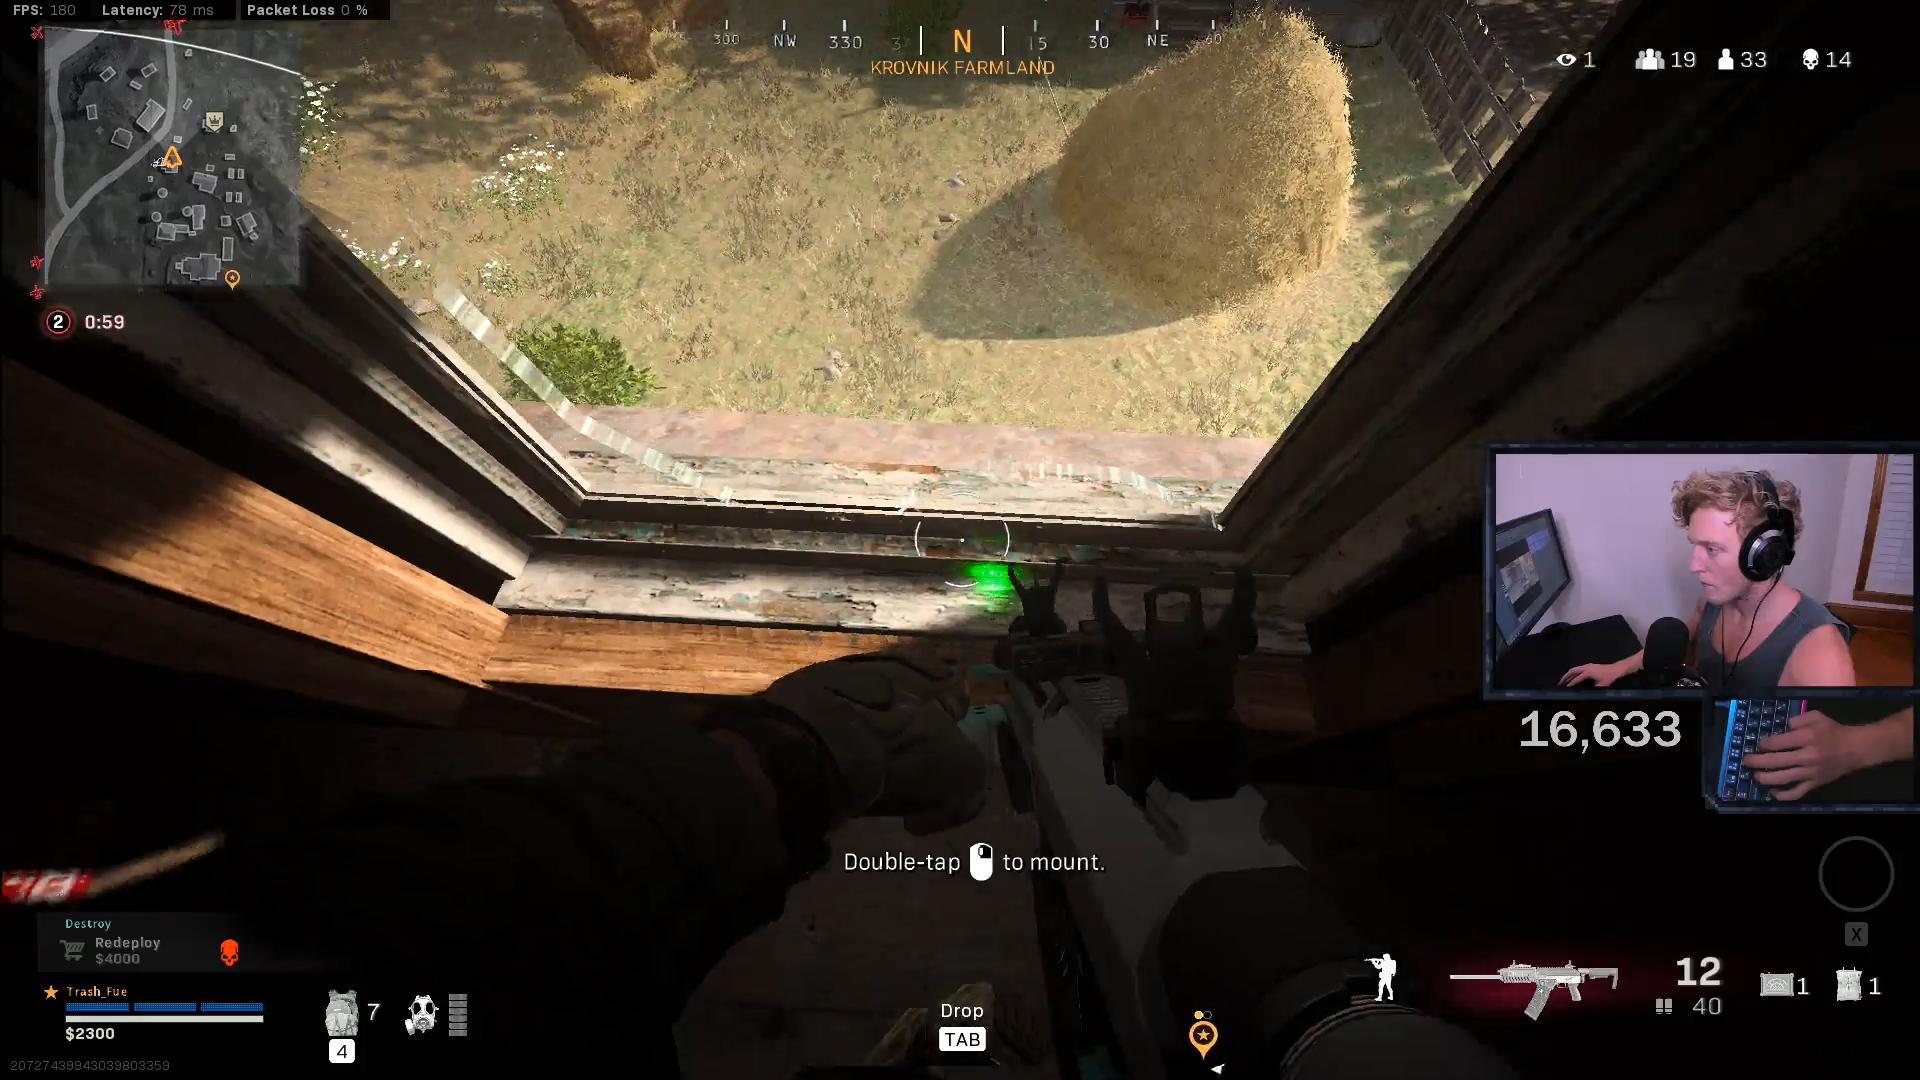 FPS: 180 Latency: 78 ms Packet Loss 0 %
300 NW 330 N 15 30 NE 60
KROVNIK FARMLAND
1 19 33 14
2 0:59
16,633
Double-tap to mount.
Destroy
Redeploy
$4000
Trash_Fue
$2300
7
4
Drop
TAB
X
12
40
1 1
20727439943039803359